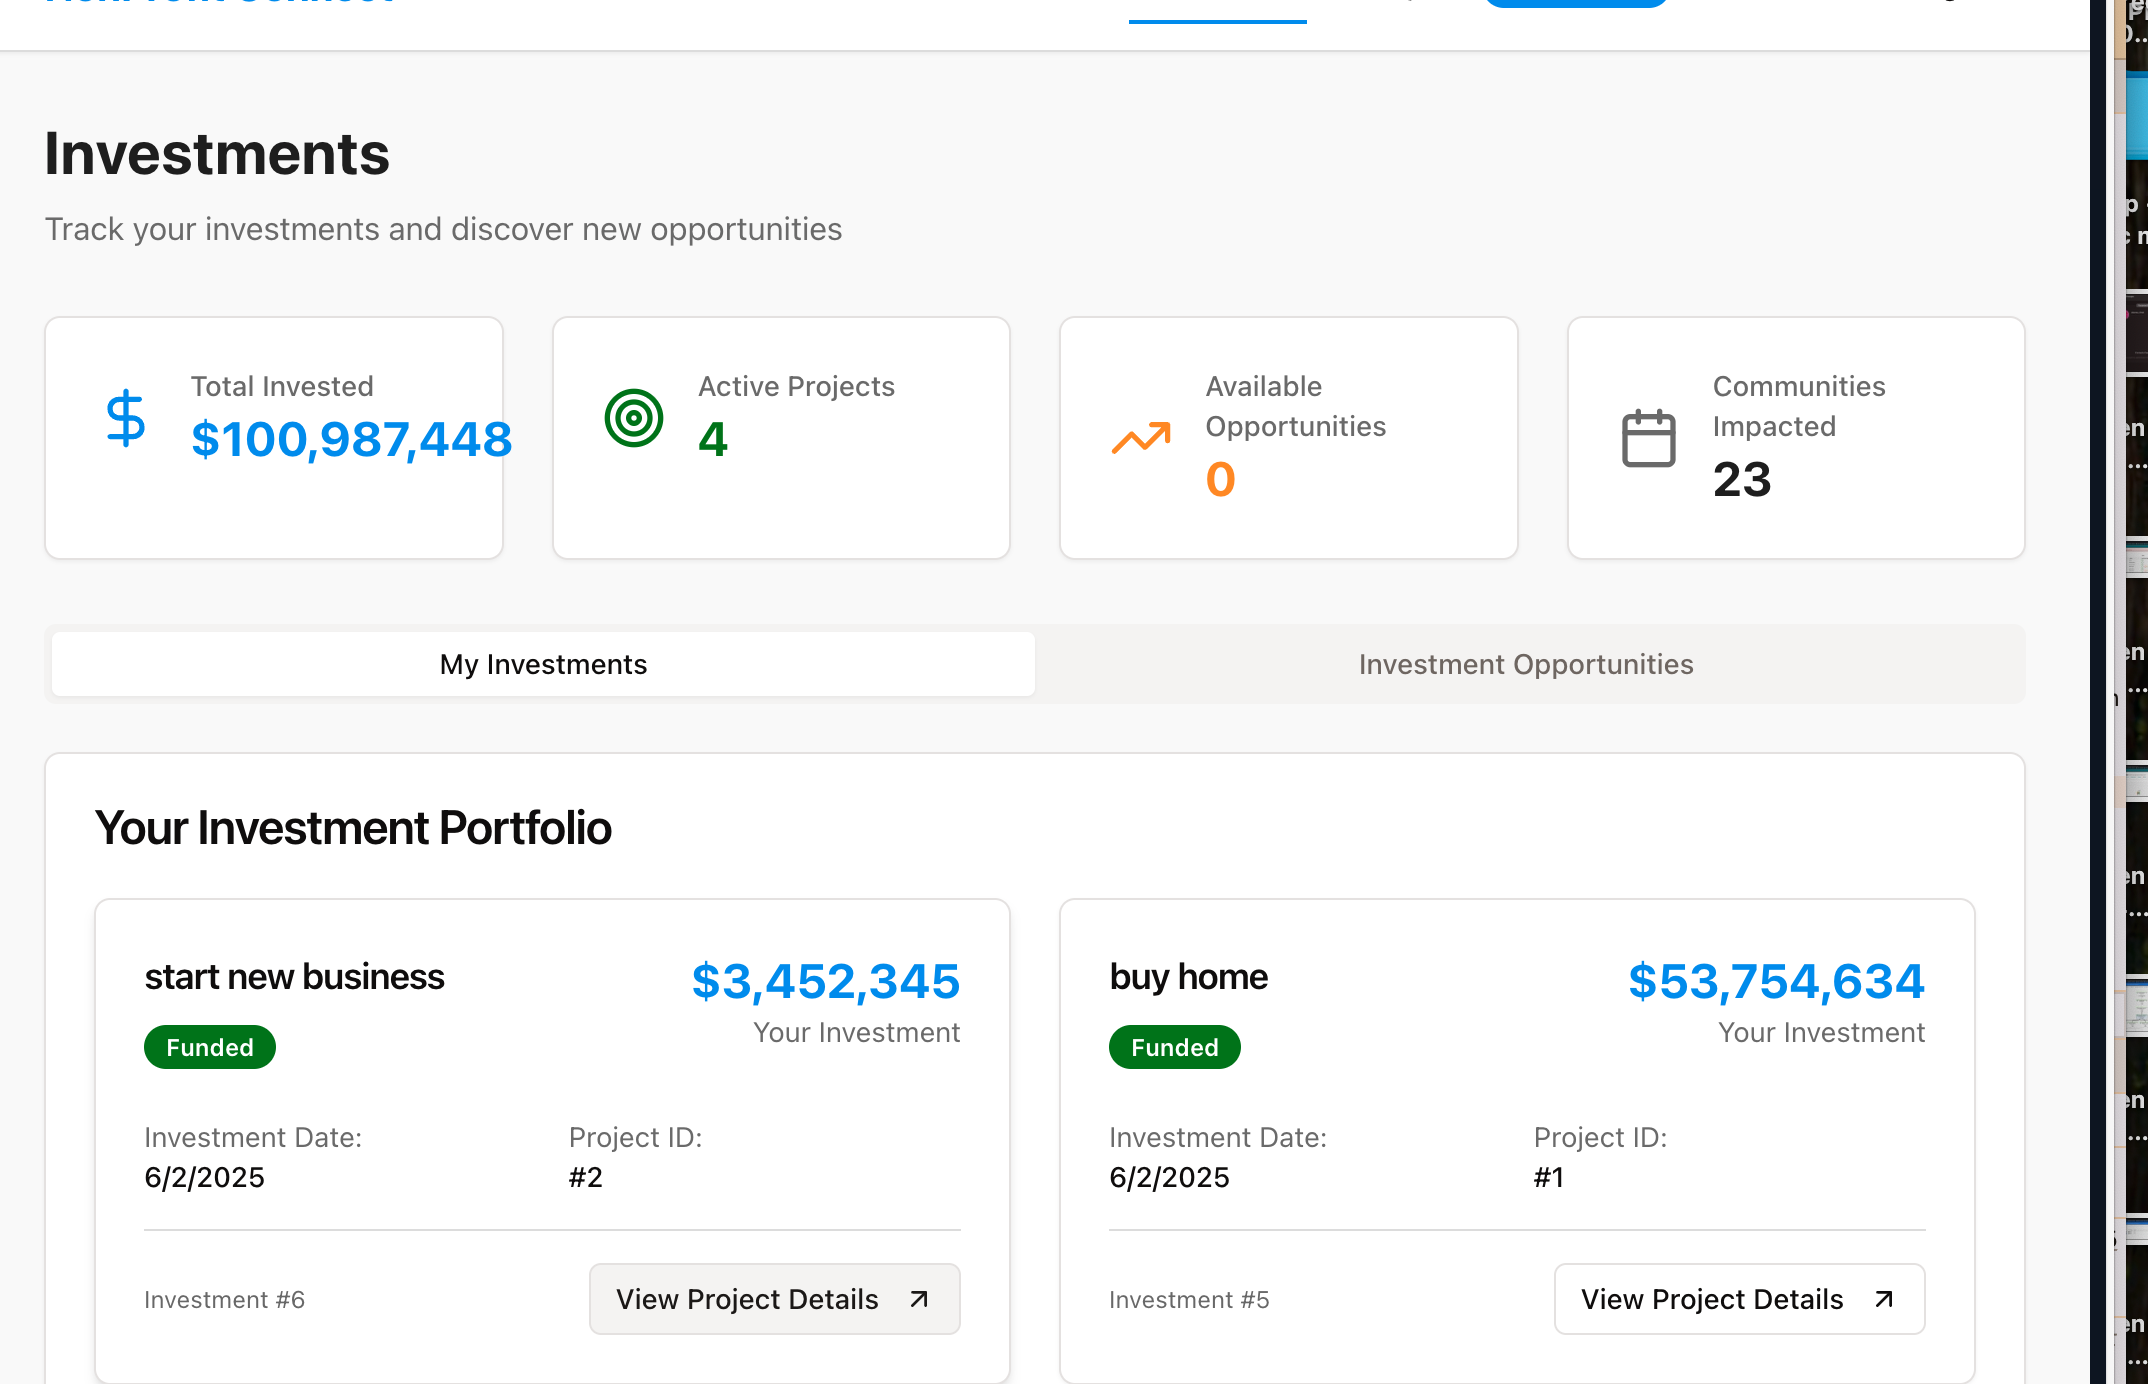 Investments
Track your investments and discover new opportunities
Total Invested
$100,987,448
Active Projects
4
Available
Opportunities
0
Communities
Impacted
23
My Investments
Investment Opportunities
Your Investment Portfolio
start new business
$3,452,345
Funded
Your Investment
Investment Date:
Project ID:
6/2/2025
#2
Investment #6
View Project Details
buy home
$53,754,634
Funded
Your Investment
Investment Date:
Project ID:
6/2/2025
#1
Investment #5
View Project Details